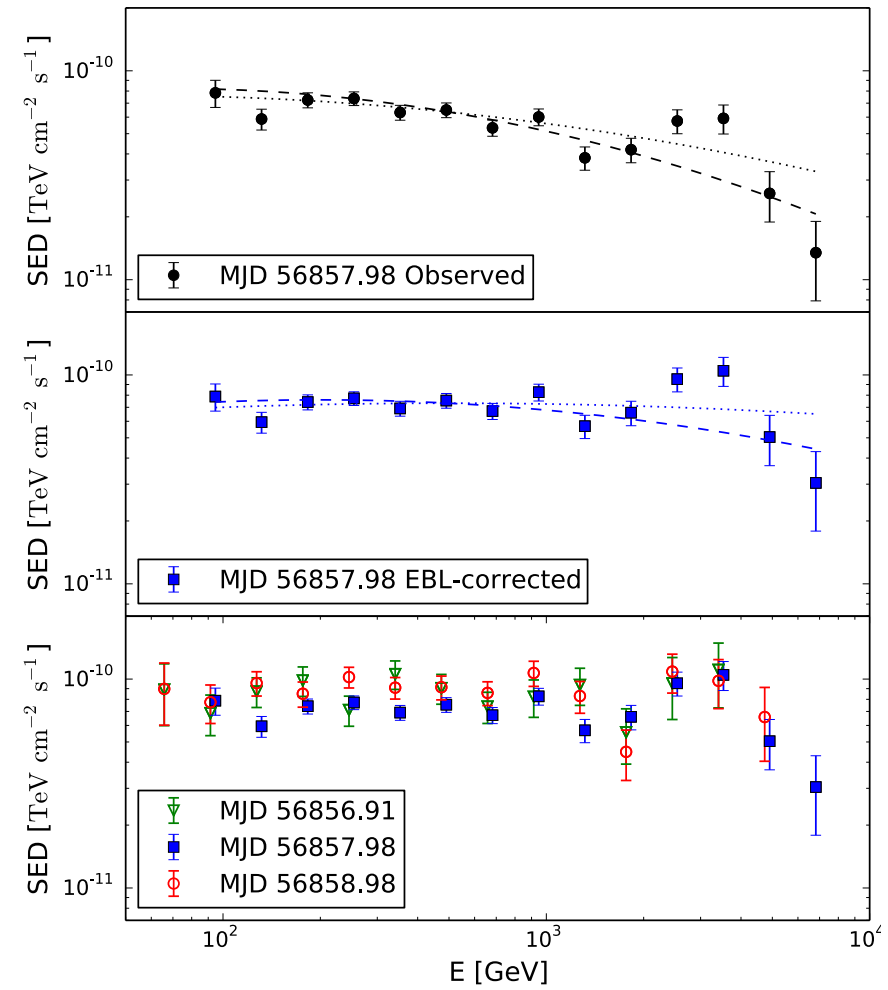 SED [TeV cm⁻² s⁻¹]
10⁻¹⁰
10⁻¹¹
MJD 56857.98 Observed
SED [TeV cm⁻² s⁻¹]
10⁻¹⁰
10⁻¹¹
MJD 56857.98 EBL-corrected
SED [TeV cm⁻² s⁻¹]
10⁻¹⁰
10⁻¹¹
MJD 56856.91
MJD 56857.98
MJD 56858.98
10² 10³ 10⁴
E [GeV]